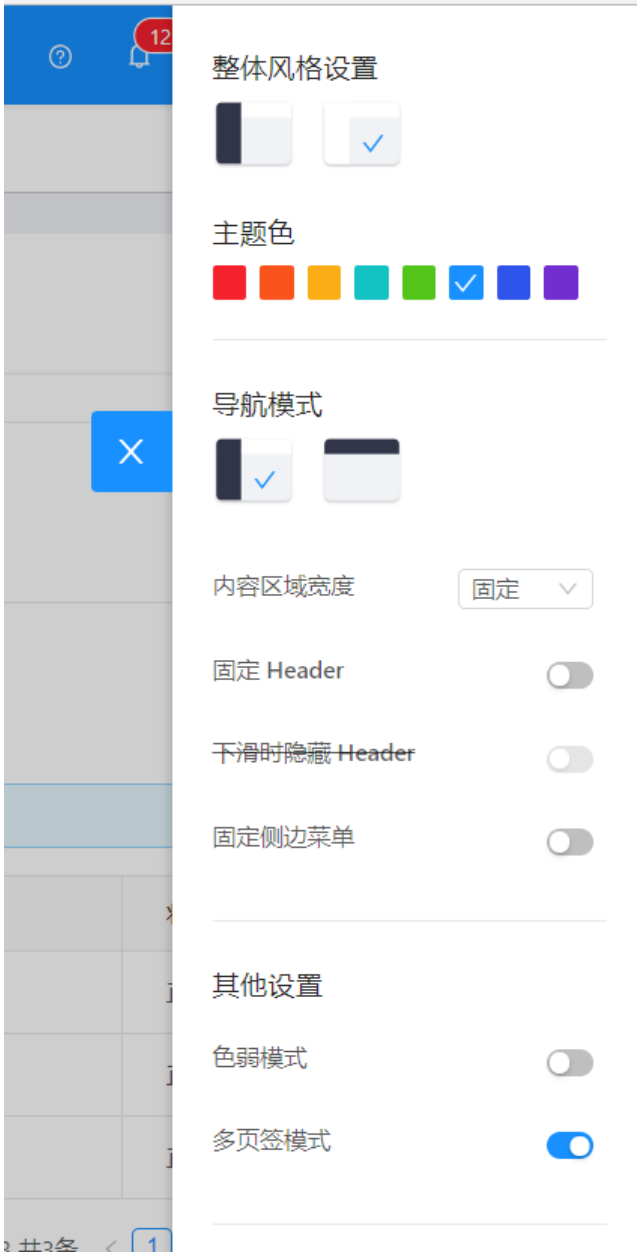 12
整体风格设置
主题色
导航模式
内容区域宽度 固定
固定 Header
下滑时隐藏 Header
固定侧边菜单
其他设置
色弱模式
多页签模式
共3条 < 1